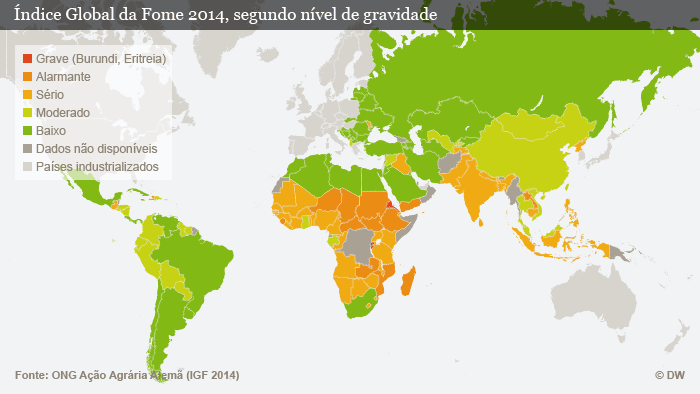 Índice Global da Fome 2014, segundo nível de gravidade
Grave (Burundi, Eritreia)
Alarmante
Sério
Moderado
Baixo
Dados não disponíveis
Países industrializados
Fonte: ONG Ação Agrária Alemã (IGF 2014)
© DW